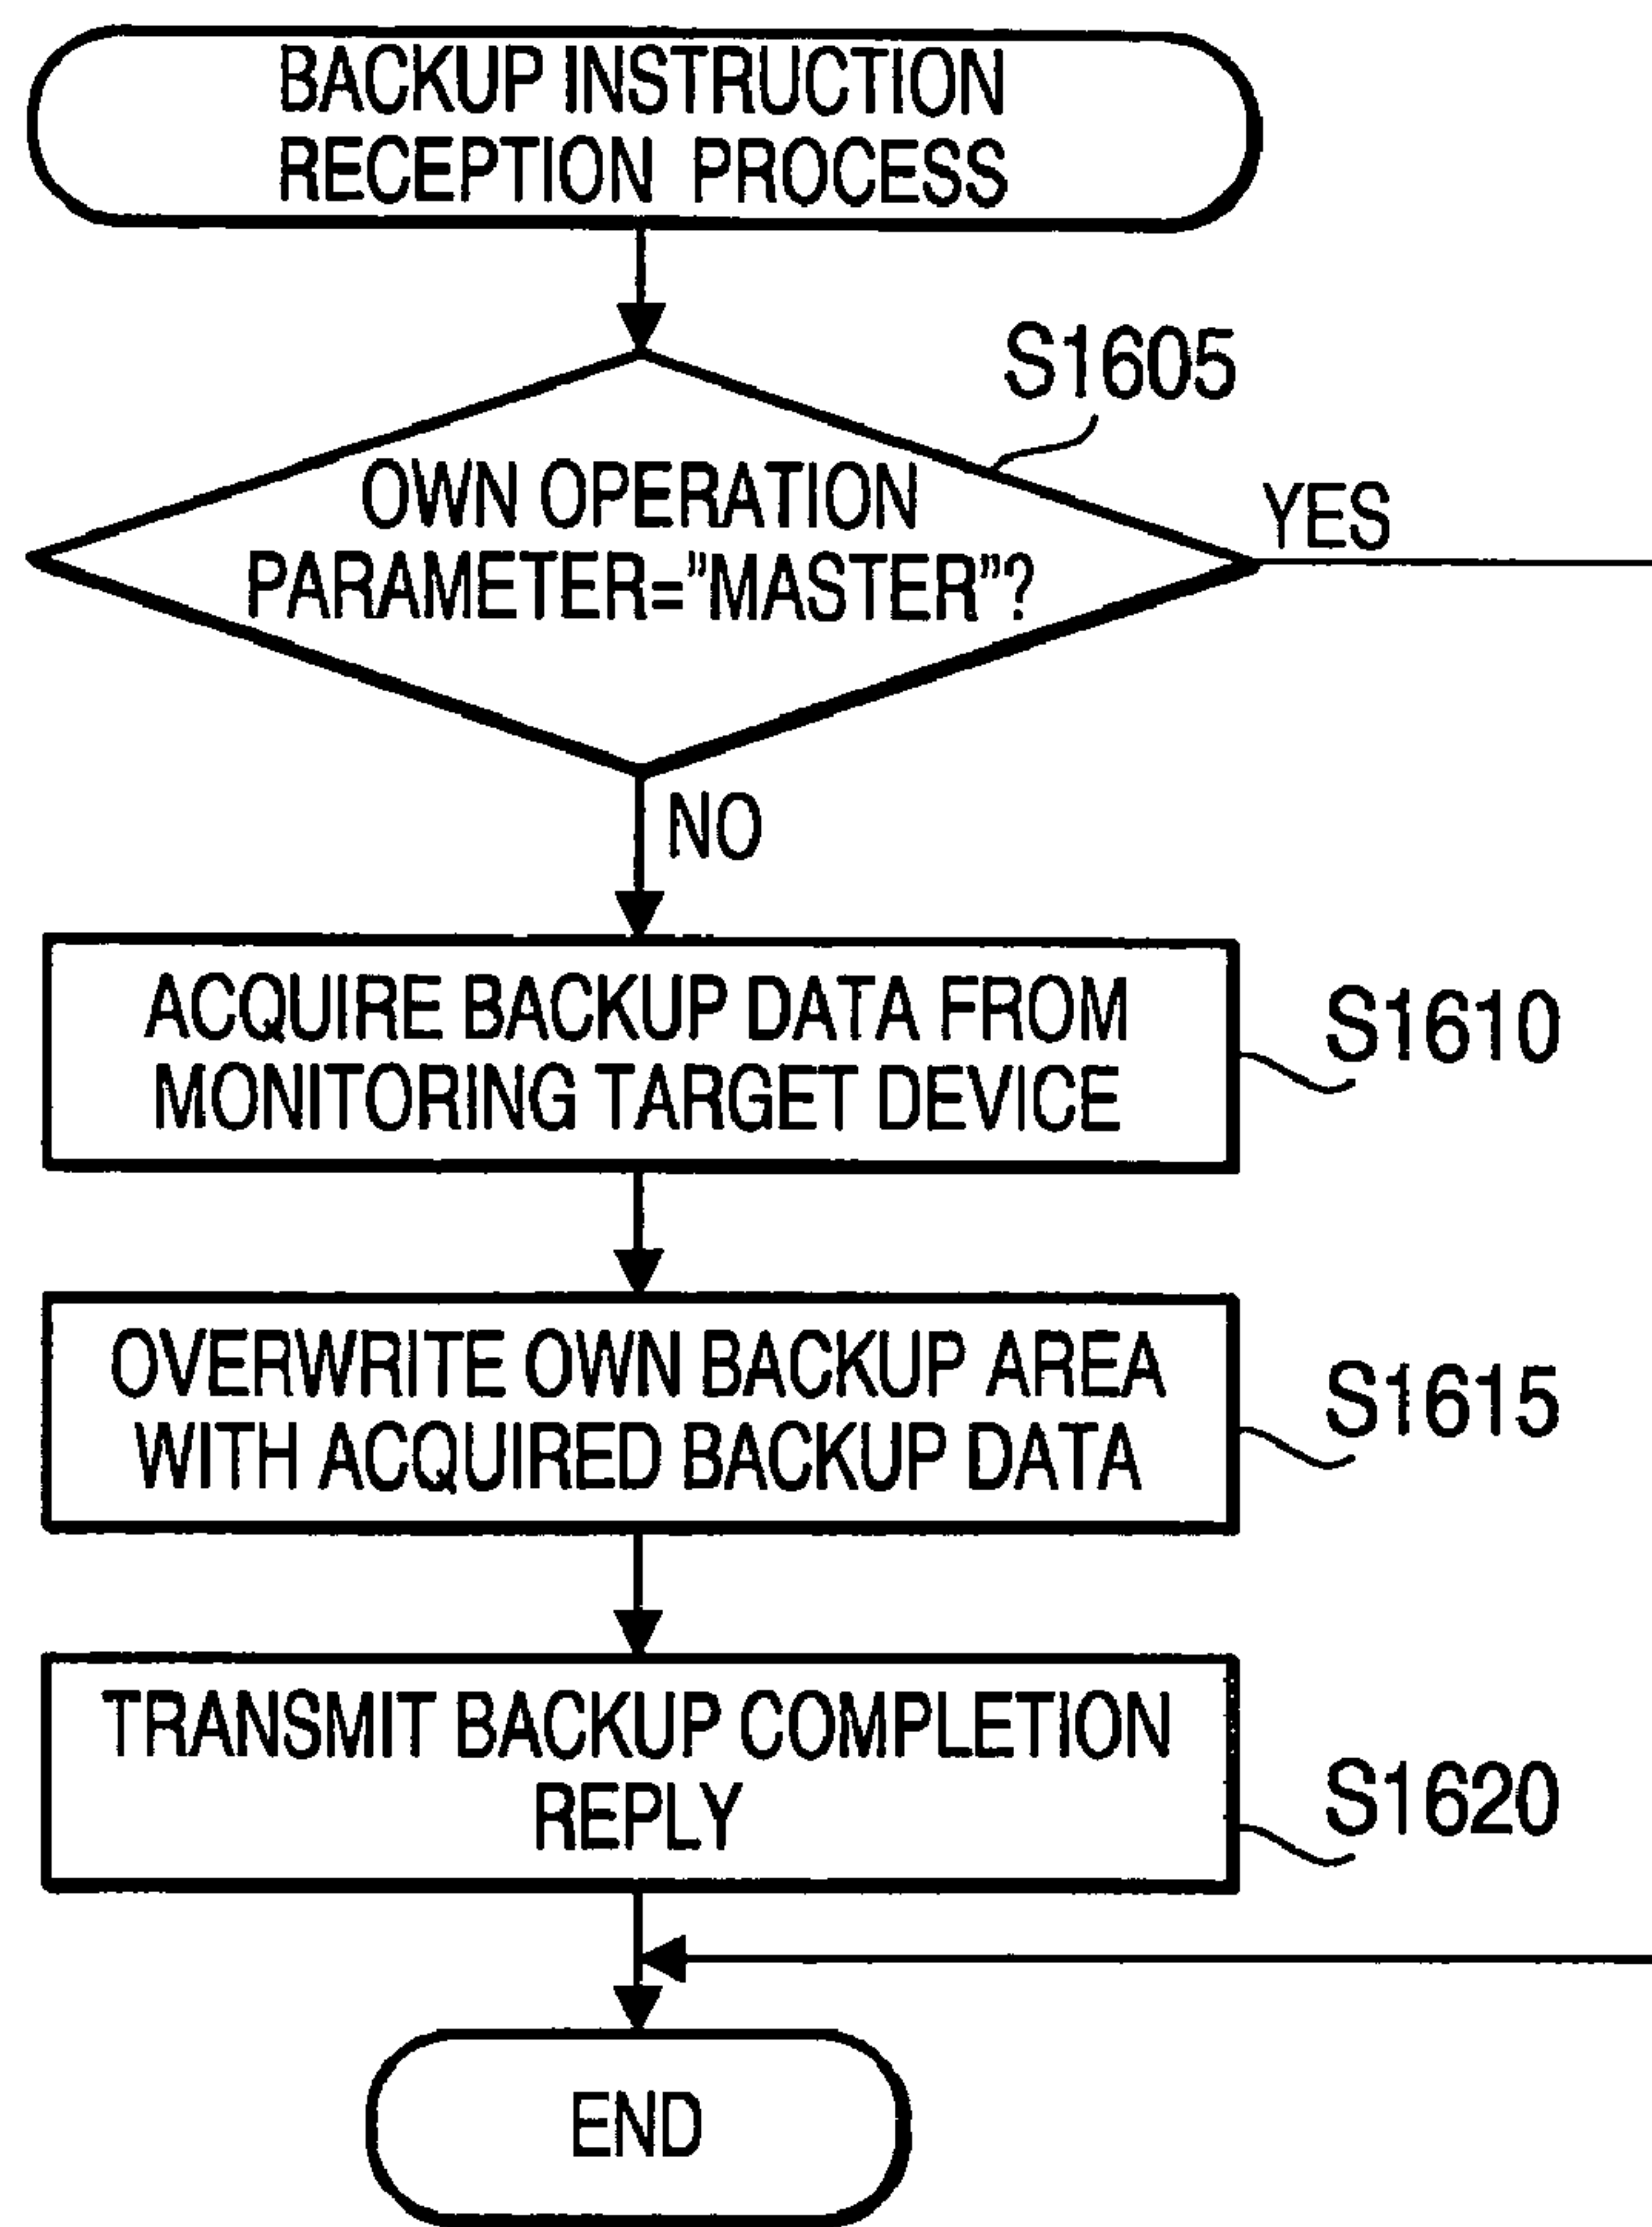 BACKUP INSTRUCTION
RECEPTION PROCESS
S1605
OWN OPERATION
PARAMETER="MASTER"?
YES
NO
ACQUIRE BACKUP DATA FROM
MONITORING TARGET DEVICE
S1610
OVERWRITE OWN BACKUP AREA
WITH ACQUIRED BACKUP DATA
S1615
TRANSMIT BACKUP COMPLETION
REPLY
S1620
END